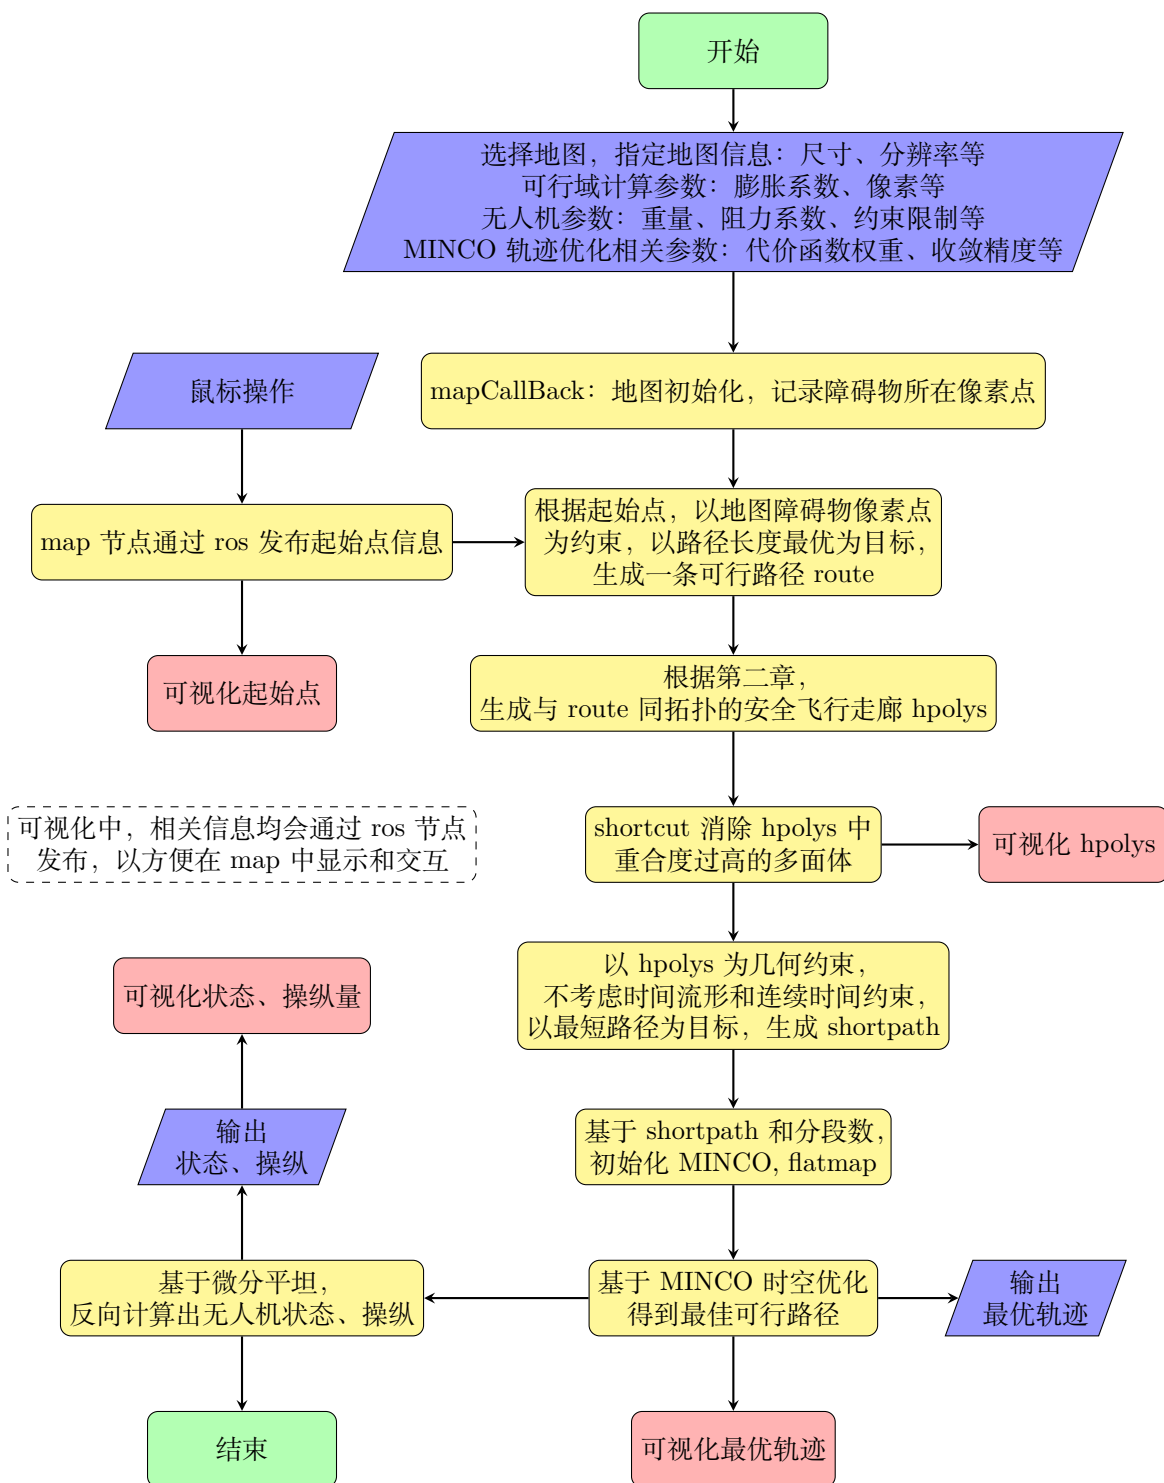 开始
选择地图，指定地图信息：尺寸、分辨率等
可行域计算参数：膨胀系数、像素等
无人机参数：重量、阻力系数、约束限制等
MINCO 轨迹优化相关参数：代价函数权重、收敛精度等
鼠标操作
mapCallBack：地图初始化，记录障碍物所在像素点
map 节点通过 ros 发布起始点信息
根据起始点，以地图障碍物像素点
为约束，以路径长度最优为目标，
生成一条可行路径 route
可视化起始点
根据第二章，
生成与 route 同拓扑的安全飞行走廊 hpolys
可视化中，相关信息均会通过 ros 节点
发布，以方便在 map 中显示和交互
shortcut 消除 hpolys 中
重合度过高的多面体
可视化 hpolys
以 hpolys 为几何约束，
不考虑时间流形和连续时间约束，
以最短路径为目标，生成 shortpath
可视化状态、操纵量
输出
状态、操纵
基于 shortpath 和分段数，
初始化 MINCO, flatmap
基于微分平坦，
反向计算出无人机状态、操纵
基于 MINCO 时空优化
得到最佳可行路径
输出
最优轨迹
结束
可视化最优轨迹